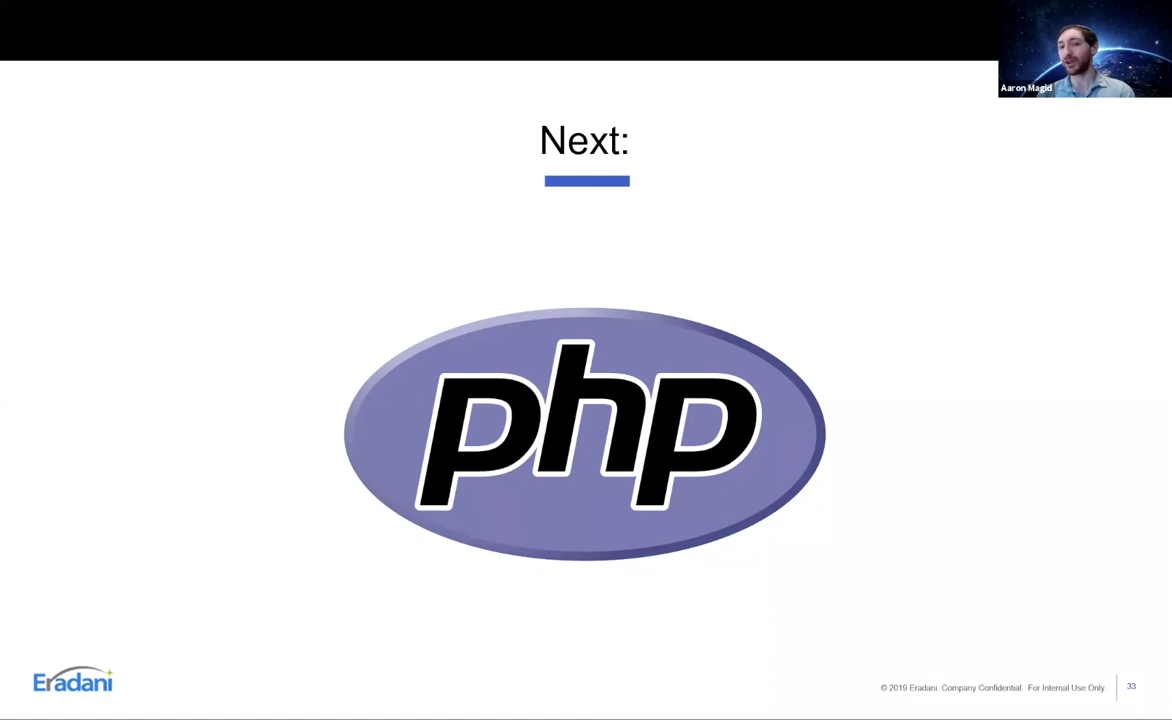 Aaron Magid
Next:
php
Eradani
© 2019 Eradani. Company Confidential. For Internal Use Only.
33